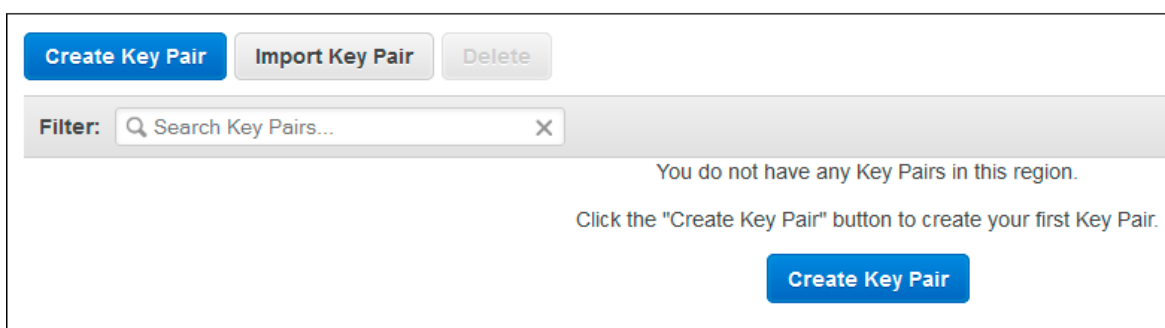 Create Key Pair Import Key Pair Delete
Filter: Search Key Pairs...
You do not have any Key Pairs in this region.
Click the "Create Key Pair" button to create your first Key Pair.
Create Key Pair